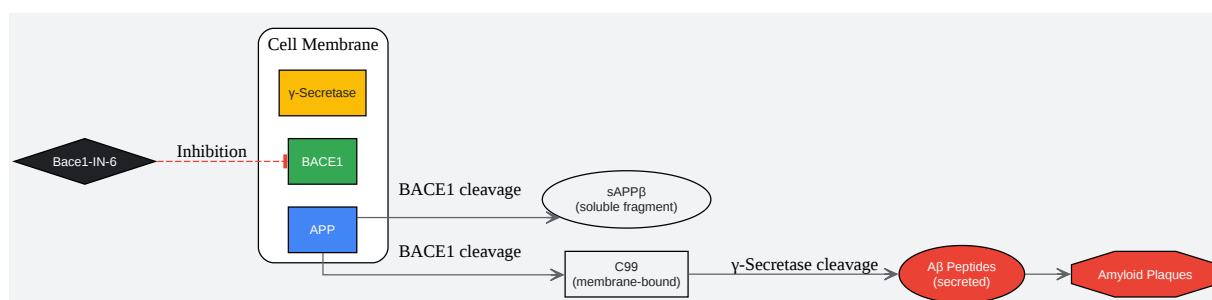 Cell Membrane
γ-Secretase
Bace1-IN-6
Inhibition
BACE1
APP
BACE1 cleavage
sAPPβ
(soluble fragment)
BACE1 cleavage
C99
(membrane-bound)
γ-Secretase cleavage
Aβ Peptides
(secreted)
Amyloid Plaques